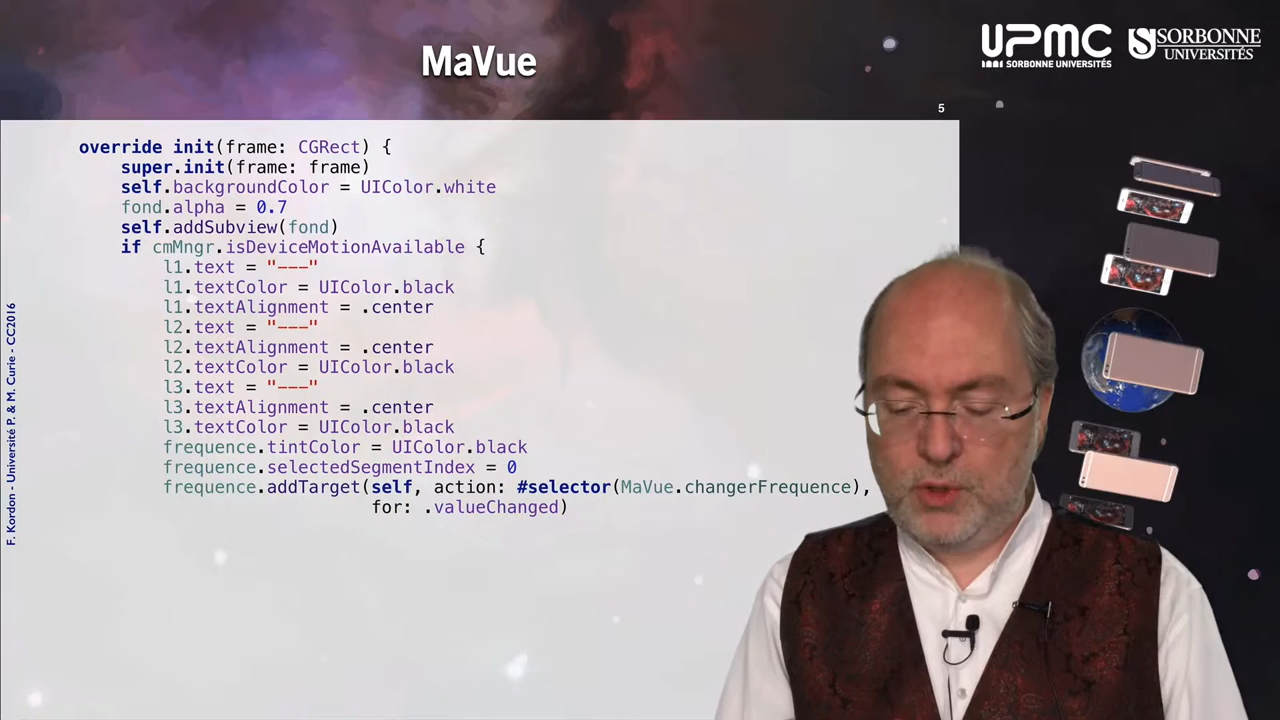 MaVue
UPMC
SORBONNE UNIVERSITÉS
SORBONNE
UNIVERSITÉS
5
override init(frame: CGRect) {
super.init(frame: frame)
self.backgroundColor = UIColor.white
fond.alpha = 0.7
self.addSubview(fond)
if cmMngr.isDeviceMotionAvailable {
l1.text = "---"
l1.textColor = UIColor.black
l1.textAlignment = .center
l2.text = "---"
l2.textAlignment = .center
l2.textColor = UIColor.black
l3.text = "---"
l3.textAlignment = .center
l3.textColor = UIColor.black
frequence.tintColor = UIColor.black
frequence.selectedSegmentIndex = 0
frequence.addTarget(self, action: #selector(MaVue.changerFrequence),
for: .valueChanged)
F. Kordon - Université P. & M. Curie - CC2016